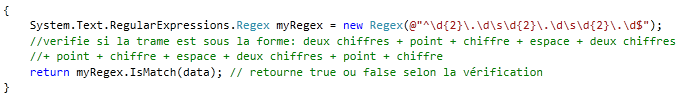 {
System.Text.RegularExpressions.Regex myRegex = new Regex(@"^\d{2}\.\d\s\d{2}\.\d\s\d{2}\.\d$");
//verifie si la trame est sous la forme: deux chiffres + point + chiffre + espace + deux chiffres
//+ point + chiffre + espace + deux chiffres + point + chiffre
return myRegex.IsMatch(data); // retourne true ou false selon la vérification
}